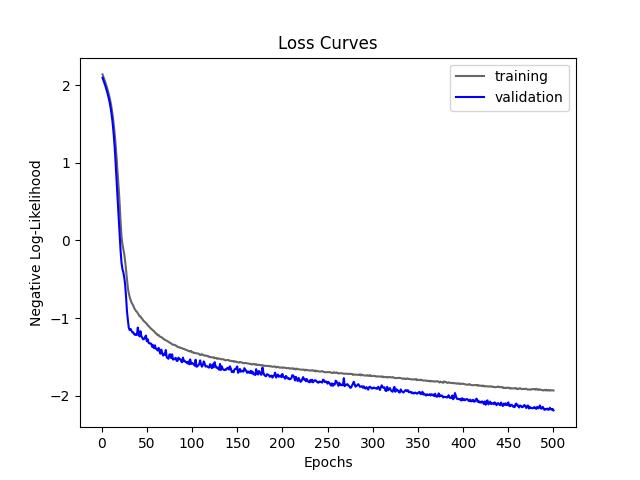 Loss Curves
training
validation
Negative Log-Likelihood
2
1
0
−1
−2
0 50 100 150 200 250 300 350 400 450 500
Epochs